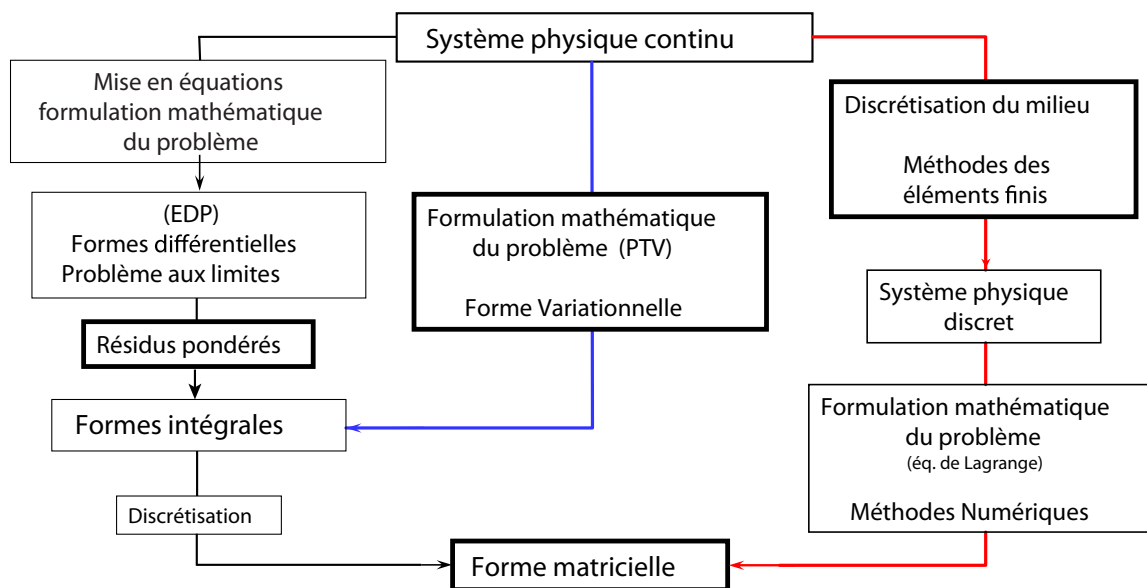 Système physique continu
Mise en équations
formulation mathématique
du problème
(EDP)
Formes différentielles
Problème aux limites
Résidus pondérés
Formes intégrales
Discrétisation
Formulation mathématique
du problème (PTV)
Forme Variationnelle
Discrétisation du milieu
Méthodes des
éléments finis
Système physique
discret
Formulation mathématique
du problème
(éq. de Lagrange)
Méthodes Numériques
Forme matricielle